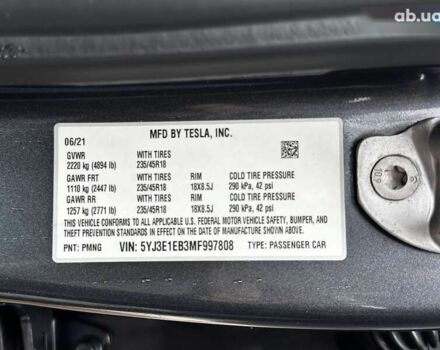 ab.ua
06/21 MFD BY TESLA, INC.
GVWR WITH TIRES
2220 kg (4894 lb) 235/45R18
GAWR FRT WITH TIRES RIM COLD TIRE PRESSURE
1110 kg (2447 lb) 235/45R18 18X8.5J 290 kPa, 42 psi
GAWR RR WITH TIRES RIM COLD TIRE PRESSURE
1257 kg (2771 lb) 235/45R18 18X8.5J 290 kPa, 42 psi
THIS VEHICLE CONFORMS TO ALL APPLICABLE U.S. FEDERAL MOTOR VEHICLE SAFETY, BUMPER, AND
THEFT PREVENTION STANDARDS IN EFFECT ON THE DATE OF MANUFACTURE SHOWN ABOVE.
PNT: PMNG VIN: 5YJ3E1EB3MF997808 TYPE: PASSENGER CAR